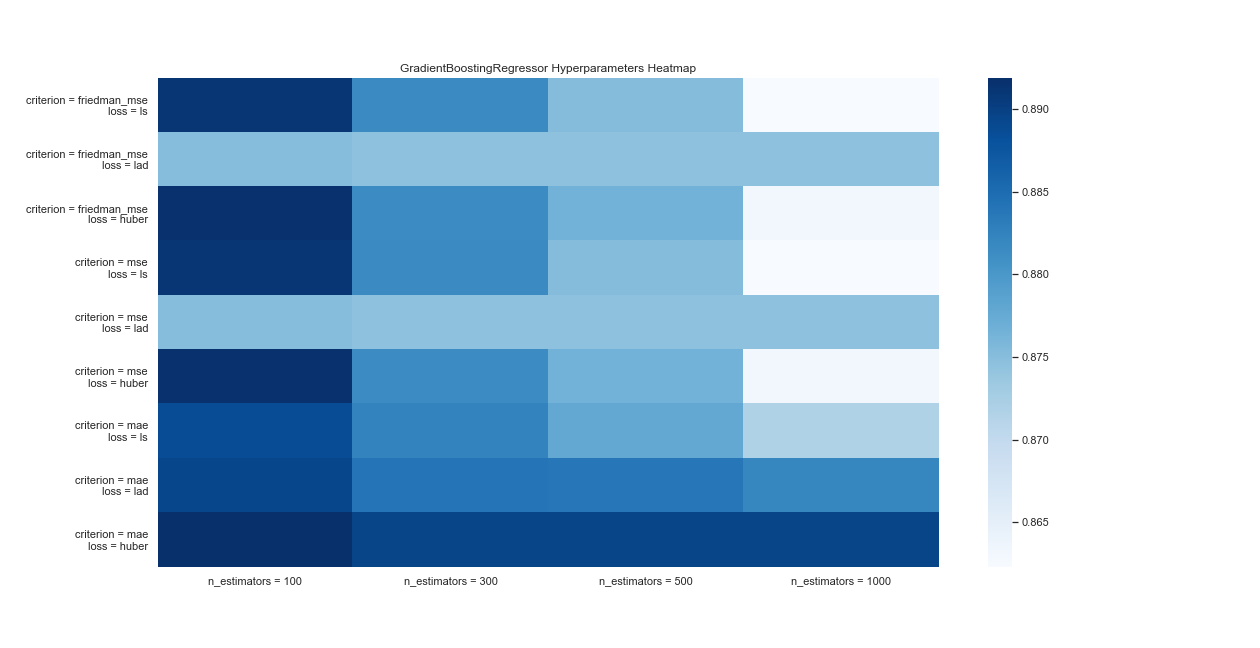 GradientBoostingRegressor Hyperparameters Heatmap
criterion = friedman_mse
loss = ls
criterion = friedman_mse
loss = lad
criterion = friedman_mse
loss = huber
criterion = mse
loss = ls
criterion = mse
loss = lad
criterion = mse
loss = huber
criterion = mae
loss = ls
criterion = mae
loss = lad
criterion = mae
loss = huber
n_estimators = 100
n_estimators = 300
n_estimators = 500
n_estimators = 1000
0.890
0.885
0.880
0.875
0.870
0.865